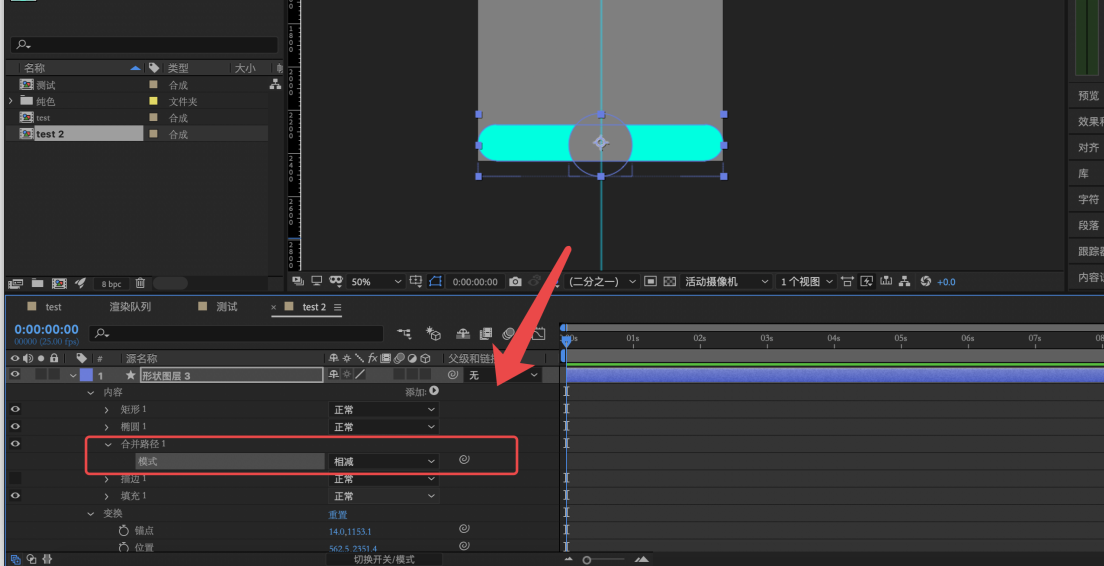 名称 类型 大小
测试 合成
纯色 文件夹
test 合成
test 2 合成
8 bpc
1800
2000
2200
2400
2600
2800
50% 0:00:00:00 (二分之一) 活动摄像机 1 个视图 +0.0
预览
效果和
对齐
库
字符
段落
跟踪器
内容识
test 渲染队列 测试 × test 2
0:00:00:00
00000 (25.00 fps)
:00s 01s 02s 03s 04s 05s 06s 07s 08
# 源名称 fx 父级和链接
1 形状图层 3 无
内容 添加:
矩形 1 正常
椭圆 1 正常
合并路径 1
模式 相减
描边 1 正常
填充 1 正常
变换 重置
锚点 14.0,1153.1
位置 562.5,2351.4
切换开关/模式